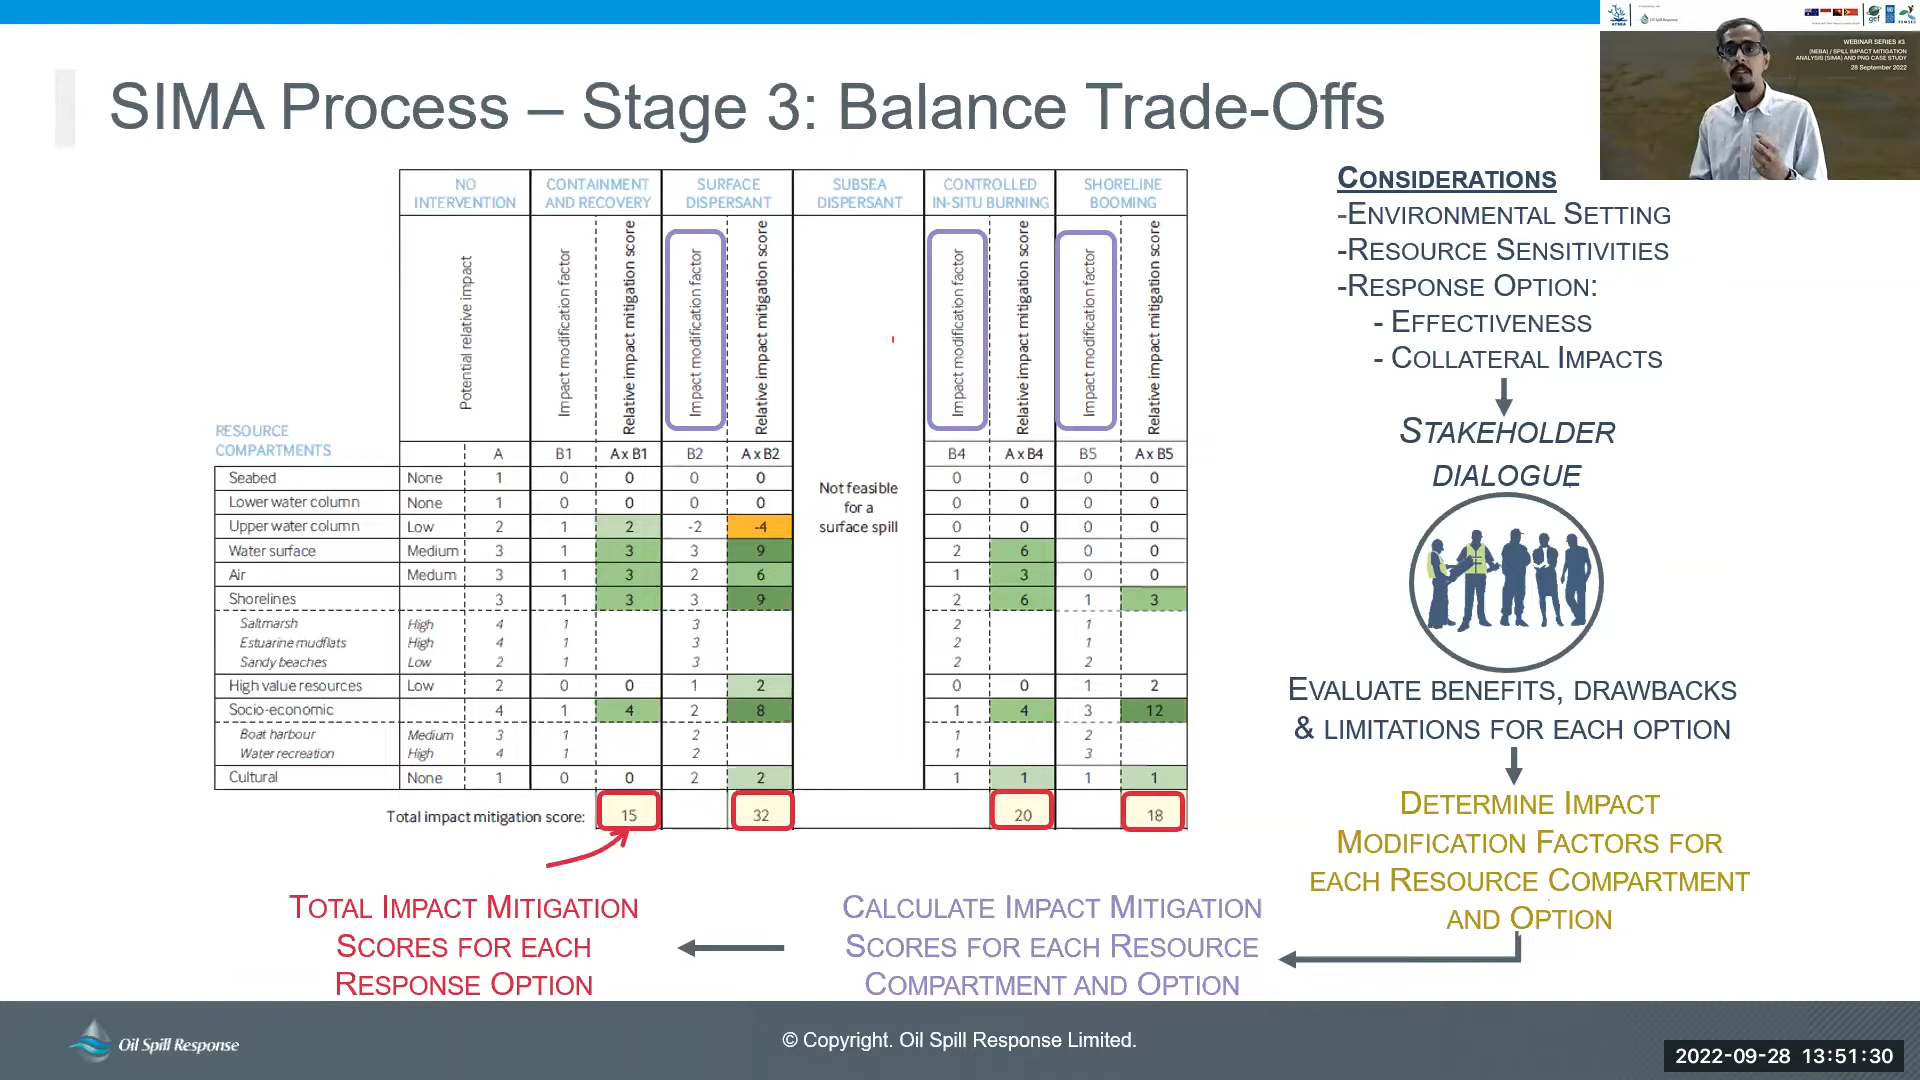 SIMA Process – Stage 3: Balance Trade-Offs
WEBINAR SERIES #3
(NEBA) / SPILL IMPACT MITIGATION
ANALYSIS (SIMA) AND PNG CASE STUDY
28 September 2022
NO INTERVENTION
CONTAINMENT AND RECOVERY
SURFACE DISPERSANT
SUBSEA DISPERSANT
CONTROLLED IN-SITU BURNING
SHORELINE BOOMING
Potential relative impact
Impact modification factor
Relative impact mitigation score
Impact modification factor
Relative impact mitigation score
Impact modification factor
Relative impact mitigation score
Impact modification factor
Relative impact mitigation score
RESOURCE
COMPARTMENTS
A B1 A x B1 B2 A x B2 B4 A x B4 B5 A x B5
Seabed None 1 0 0 0 0 0 0 0 0
Lower water column None 1 0 0 0 0 0 0 0 0
Upper water column Low 2 1 2 -2 -4 0 0 0 0
Water surface Medium 3 1 3 3 9 2 6 0 0
Air Medum 3 1 3 2 6 1 3 0 0
Shorelines 3 1 3 3 9 2 6 1 3
Saltmarsh High 4 1 3 2 1
Estuarine mudflats High 4 1 3 2 1
Sandy beaches Low 2 1 3 2 2
High value resources Low 2 0 0 1 2 0 0 1 2
Socio-economic 4 1 4 2 8 1 4 3 12
Boat harbour Medium 3 1 2 1 2
Water recreation High 4 1 2 1 3
Cultural None 1 0 0 2 2 1 1 1 1
Total impact mitigation score: 15 32 20 18
Not feasible
for a
surface spill
CONSIDERATIONS
-ENVIRONMENTAL SETTING
-RESOURCE SENSITIVITIES
-RESPONSE OPTION:
- EFFECTIVENESS
- COLLATERAL IMPACTS
STAKEHOLDER
DIALOGUE
EVALUATE BENEFITS, DRAWBACKS
& LIMITATIONS FOR EACH OPTION
DETERMINE IMPACT
MODIFICATION FACTORS FOR
EACH RESOURCE COMPARTMENT
AND OPTION
CALCULATE IMPACT MITIGATION
SCORES FOR EACH RESOURCE
COMPARTMENT AND OPTION
TOTAL IMPACT MITIGATION
SCORES FOR EACH
RESPONSE OPTION
Oil Spill Response
© Copyright. Oil Spill Response Limited.
2022-09-28 13:51:30